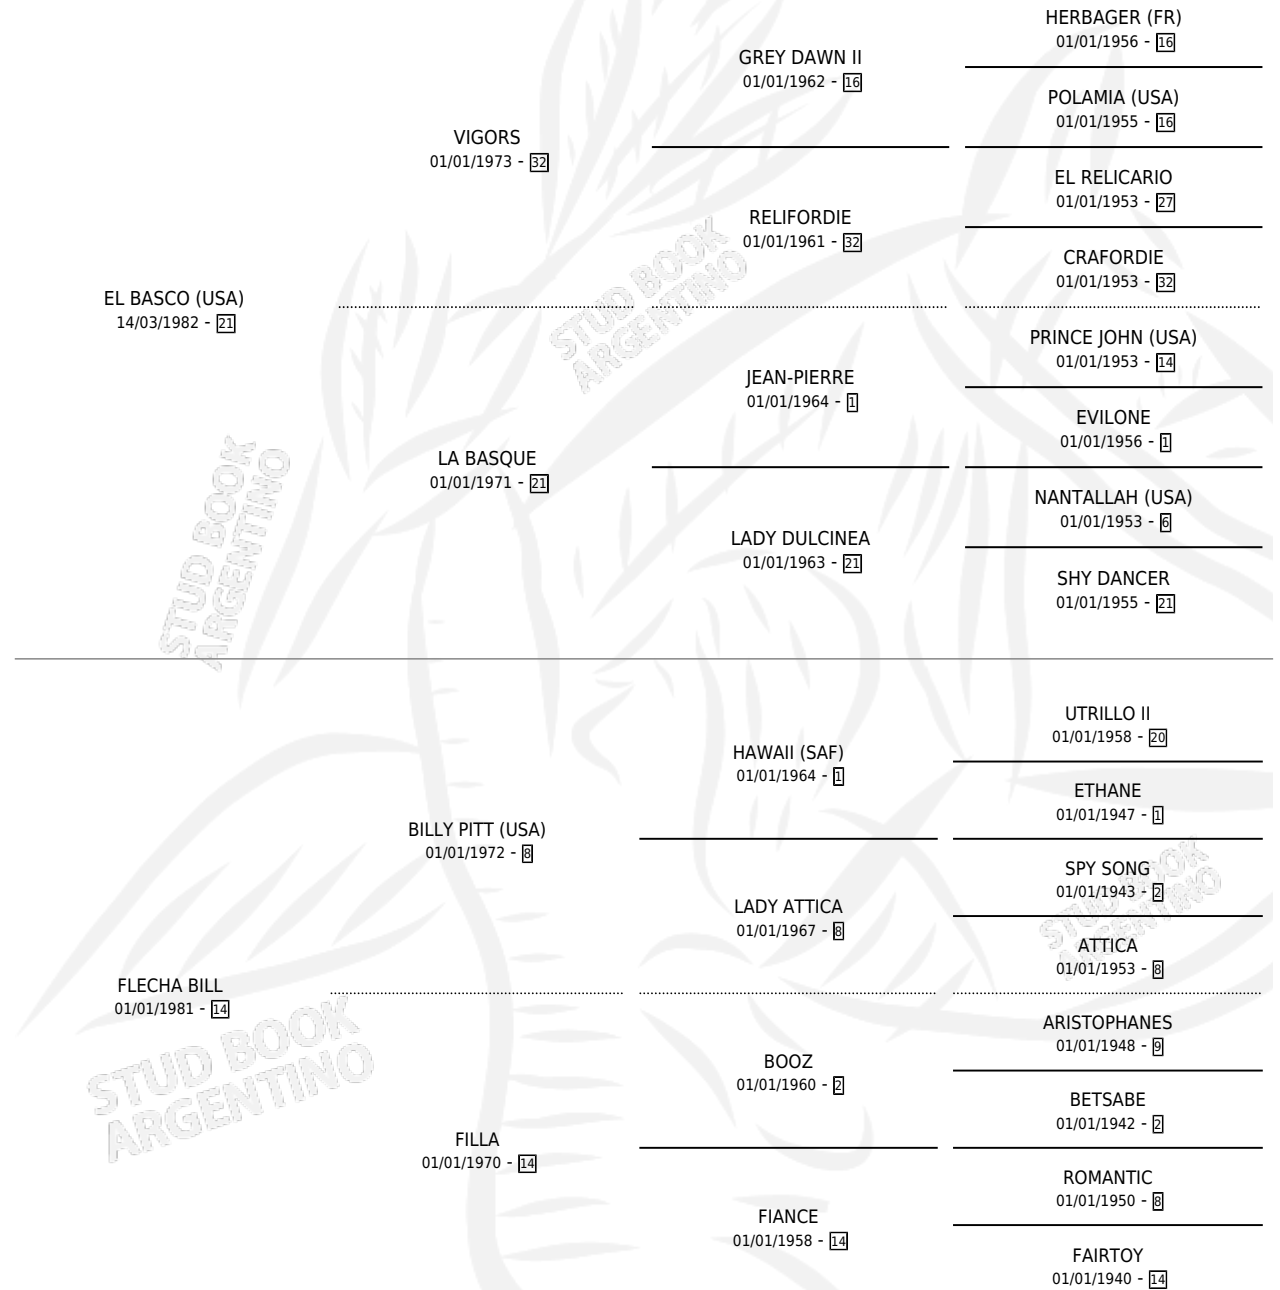 HERBAGER (FR)
01/01/1956 - 16
GREY DAWN II
01/01/1962 - 16
POLAMIA (USA)
01/01/1955 - 16
VIGORS
01/01/1973 - 32
EL RELICARIO
01/01/1953 - 27
RELIFORDIE
01/01/1961 - 32
CRAFORDIE
01/01/1953 - 32
EL BASCO (USA)
14/03/1982 - 21
PRINCE JOHN (USA)
01/01/1953 - 14
JEAN-PIERRE
01/01/1964 - 1
EVILONE
01/01/1956 - 1
LA BASQUE
01/01/1971 - 21
NANTALLAH (USA)
01/01/1953 - 6
LADY DULCINEA
01/01/1963 - 21
SHY DANCER
01/01/1955 - 21
UTRILLO II
01/01/1958 - 20
HAWAII (SAF)
01/01/1964 - 1
ETHANE
01/01/1947 - 1
BILLY PITT (USA)
01/01/1972 - 8
SPY SONG
01/01/1943 - 2
LADY ATTICA
01/01/1967 - 8
ATTICA
01/01/1953 - 8
FLECHA BILL
01/01/1981 - 14
ARISTOPHANES
01/01/1948 - 9
BOOZ
01/01/1960 - 2
BETSABE
01/01/1942 - 2
FILLA
01/01/1970 - 14
ROMANTIC
01/01/1950 - 8
FIANCE
01/01/1958 - 14
FAIRTOY
01/01/1940 - 14
STUD BOOK
ARGENTINO
STUD BOOK
ARGENTINO
STUD BOOK
ARGENTINO
STUD BOOK
ARGENTINO